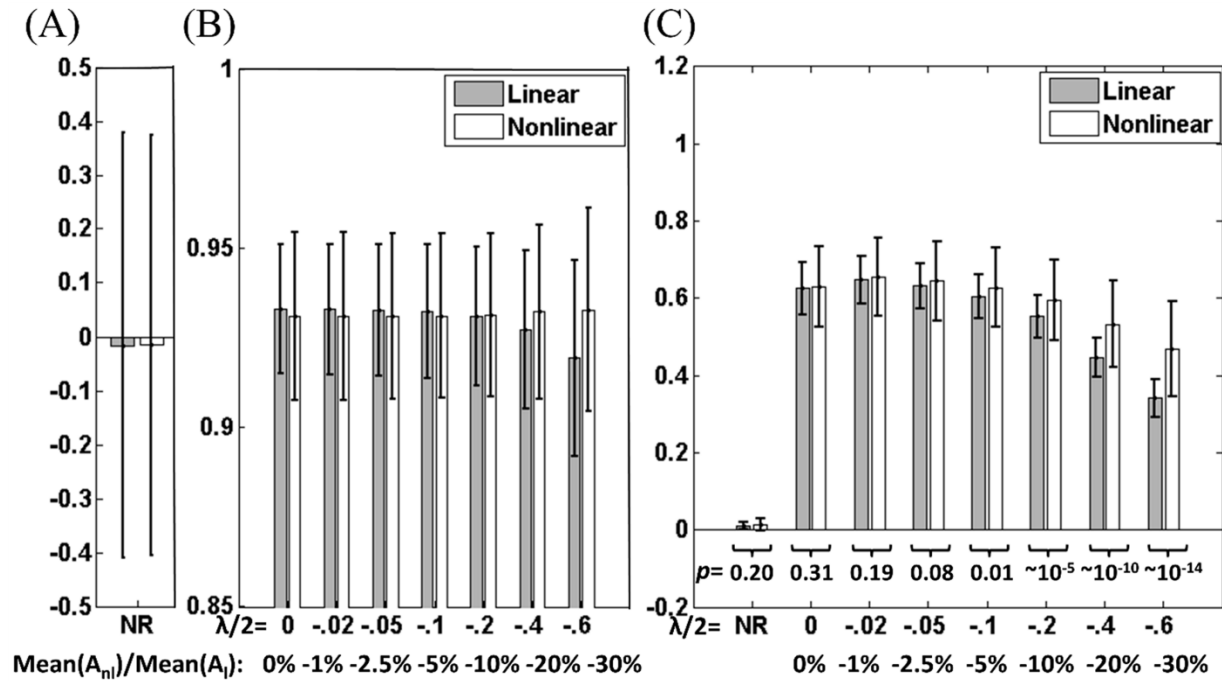 (A)
0.5
0.4
0.3
0.2
0.1
0
-0.1
-0.2
-0.3
-0.4
-0.5
NR
(B)
1
0.95
0.9
0.85
Linear
Nonlinear
λ/2= 0 -.02 -.05 -.1 -.2 -.4 -.6
Mean(Anl)/Mean(Al): 0% -1% -2.5% -5% -10% -20% -30%
(C)
1.2
1
0.8
0.6
0.4
0.2
0
-0.2
Linear
Nonlinear
p= 0.20 0.31 0.19 0.08 0.01 ~10-5 ~10-10 ~10-14
λ/2= NR 0 -.02 -.05 -.1 -.2 -.4 -.6
0% -1% -2.5% -5% -10% -20% -30%